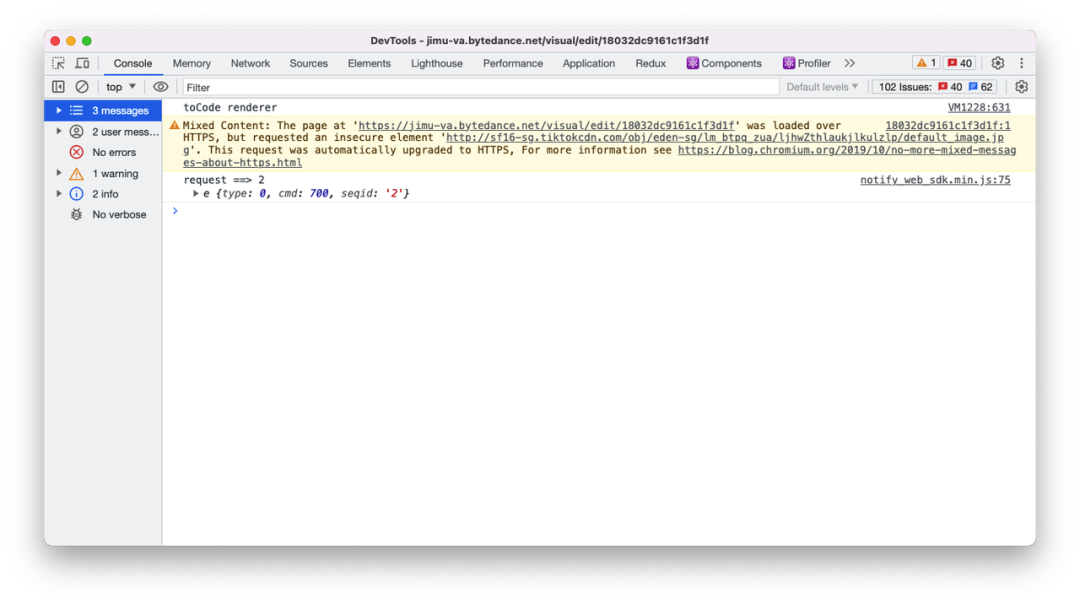 DevTools - jimu-va.bytedance.net/visual/edit/18032dc9161c1f3d1f
Console Memory Network Sources Elements Lighthouse Performance Application Redux Components Profiler 1 40
top Filter Default levels 102 Issues: 40 62
3 messages
2 user mess...
No errors
1 warning
2 info
No verbose
toCode renderer VM1228:631
Mixed Content: The page at 'https://jimu-va.bytedance.net/visual/edit/18032dc9161c1f3d1f' was loaded over 18032dc9161c1f3d1f:1
HTTPS, but requested an insecure element 'http://sf16-sg.tiktokcdn.com/obj/eden-sg/lm_btpq_zua/ljhwZthlaukjlkulzlp/default_image.jp
g'. This request was automatically upgraded to HTTPS, For more information see https://blog.chromium.org/2019/10/no-more-mixed-messag
es-about-https.html
request ==> 2 notify_web_sdk.min.js:75
e {type: 0, cmd: 700, seqid: '2'}